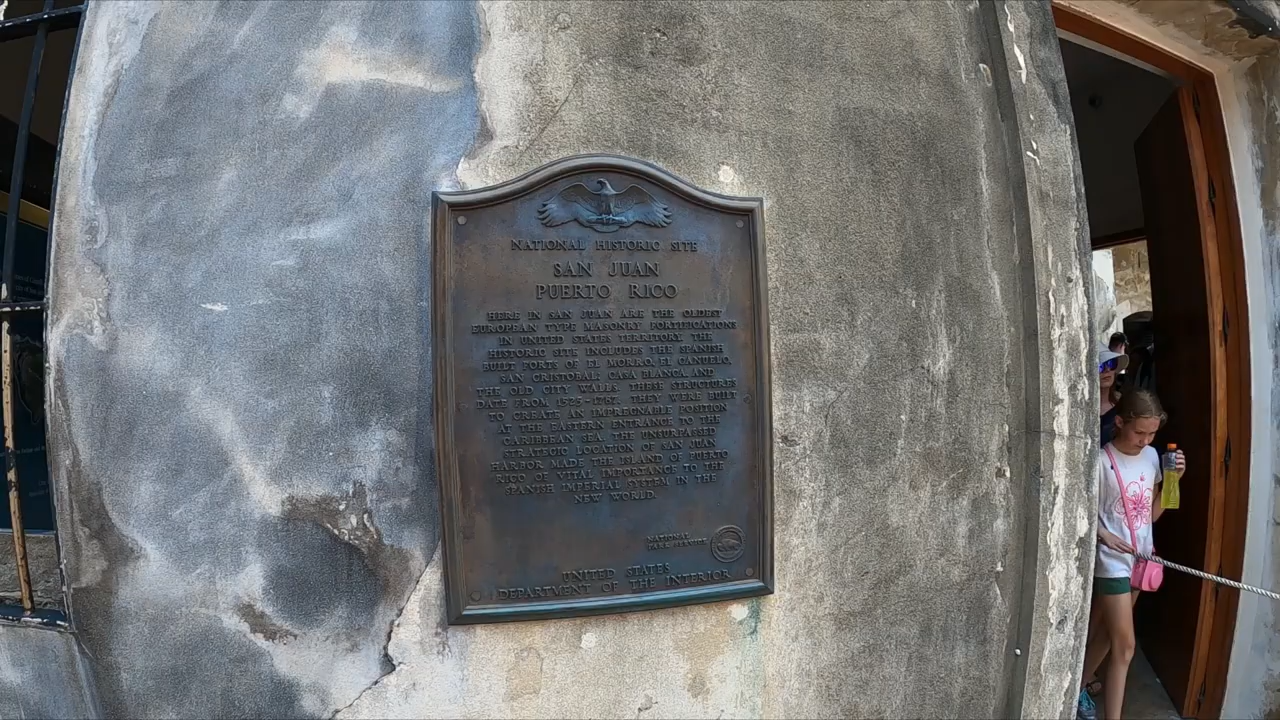 NATIONAL HISTORIC SITE
SAN JUAN
PUERTO RICO
HERE IN SAN JUAN ARE THE OLDEST
EUROPEAN TYPE MASONRY FORTIFICATIONS
IN UNITED STATES TERRITORY. THE
HISTORIC SITE INCLUDES THE SPANISH
BUILT FORTS OF EL MORRO, EL CANUELO,
SAN CRISTOBAL; CASA BLANCA, AND
THE OLD CITY WALLS. THESE STRUCTURES
DATE FROM 1525-1787; THEY WERE BUILT
TO CREATE AN IMPREGNABLE POSITION
AT THE EASTERN ENTRANCE TO THE
CARIBBEAN SEA. THE UNSURPASSED
STRATEGIC LOCATION OF SAN JUAN
HARBOR MADE THE ISLAND OF PUERTO
RICO OF VITAL IMPORTANCE TO THE
SPANISH IMPERIAL SYSTEM IN THE
NEW WORLD.
NATIONAL
PARK SERVICE
UNITED STATES
DEPARTMENT OF THE INTERIOR